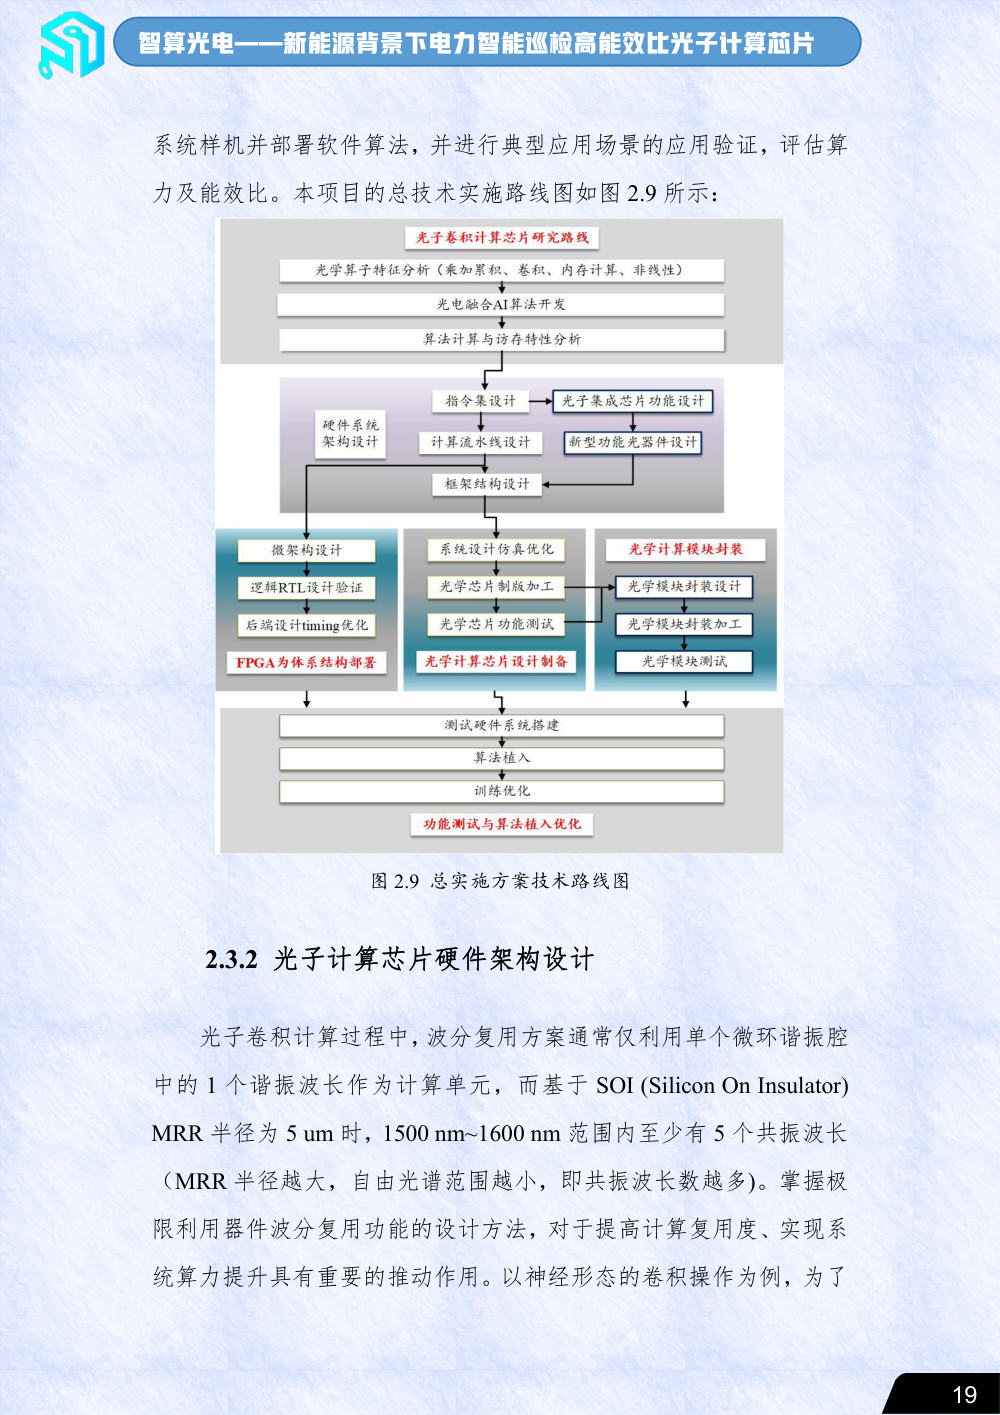 智算光电——新能源背景下电力智能巡检高能效比光子计算芯片
系统样机并部署软件算法，并进行典型应用场景的应用验证，评估算
力及能效比。本项目的总技术实施路线图如图 2.9 所示：
光子卷积计算芯片研究路线
光学算子特征分析（乘加累积、卷积、内存计算、非线性）
光电融合AI算法开发
算法计算与访存特性分析
指令集设计
光子集成芯片功能设计
硬件系统
架构设计
计算流水线设计
新型功能光器件设计
框架结构设计
微架构设计
逻辑RTL设计验证
后端设计timing优化
FPGA为体系结构部署
系统设计仿真优化
光学芯片制版加工
光学芯片功能测试
光学计算芯片设计制备
光学计算模块封装
光学模块封装设计
光学模块封装加工
光学模块测试
测试硬件系统搭建
算法植入
训练优化
功能测试与算法植入优化
图 2.9 总实施方案技术路线图
2.3.2 光子计算芯片硬件架构设计
光子卷积计算过程中，波分复用方案通常仅利用单个微环谐振腔
中的 1 个谐振波长作为计算单元，而基于 SOI (Silicon On Insulator)
MRR 半径为 5 um 时，1500 nm~1600 nm 范围内至少有 5 个共振波长
（MRR 半径越大，自由光谱范围越小，即共振波长数越多)。掌握极
限利用器件波分复用功能的设计方法，对于提高计算复用度、实现系
统算力提升具有重要的推动作用。以神经形态的卷积操作为例，为了
19